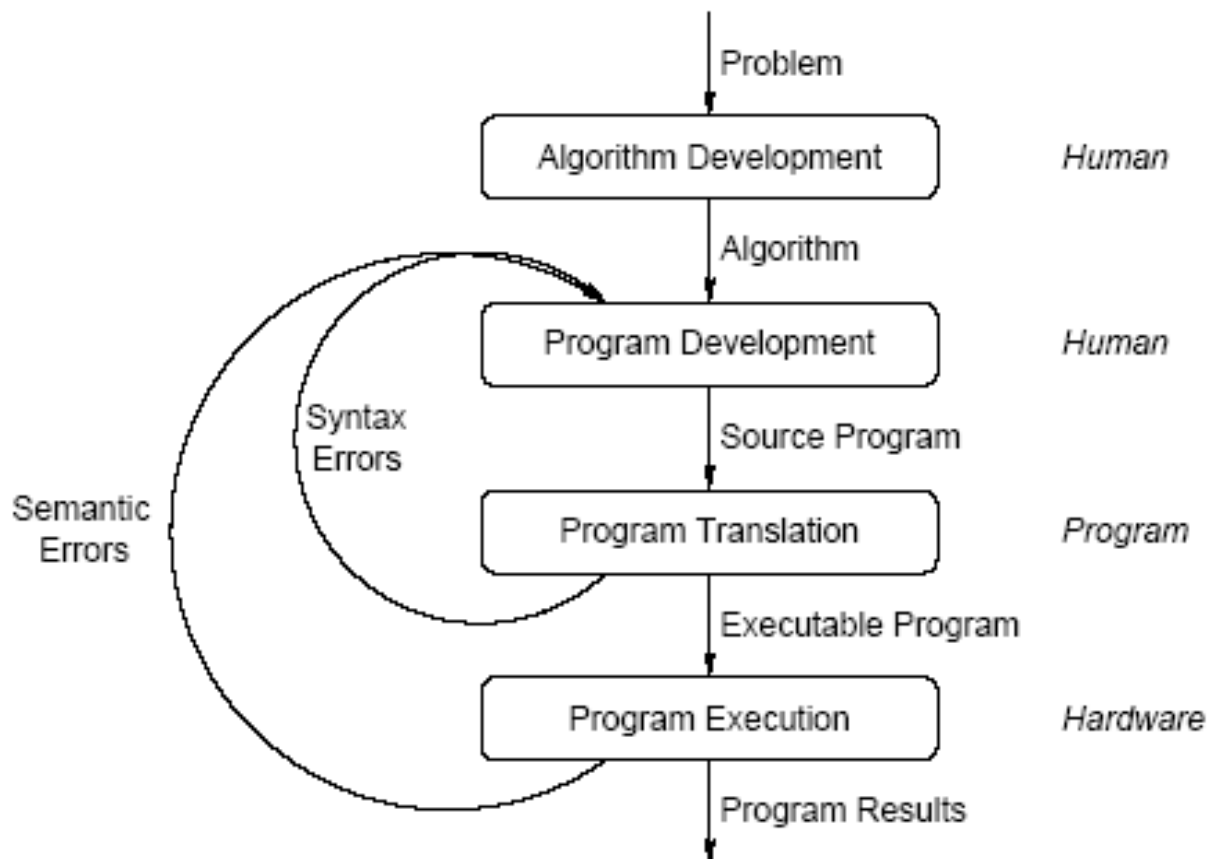 Problem
Algorithm Development
Human
Algorithm
Program Development
Human
Syntax
Errors
Source Program
Semantic
Errors
Program Translation
Program
Executable Program
Program Execution
Hardware
Program Results